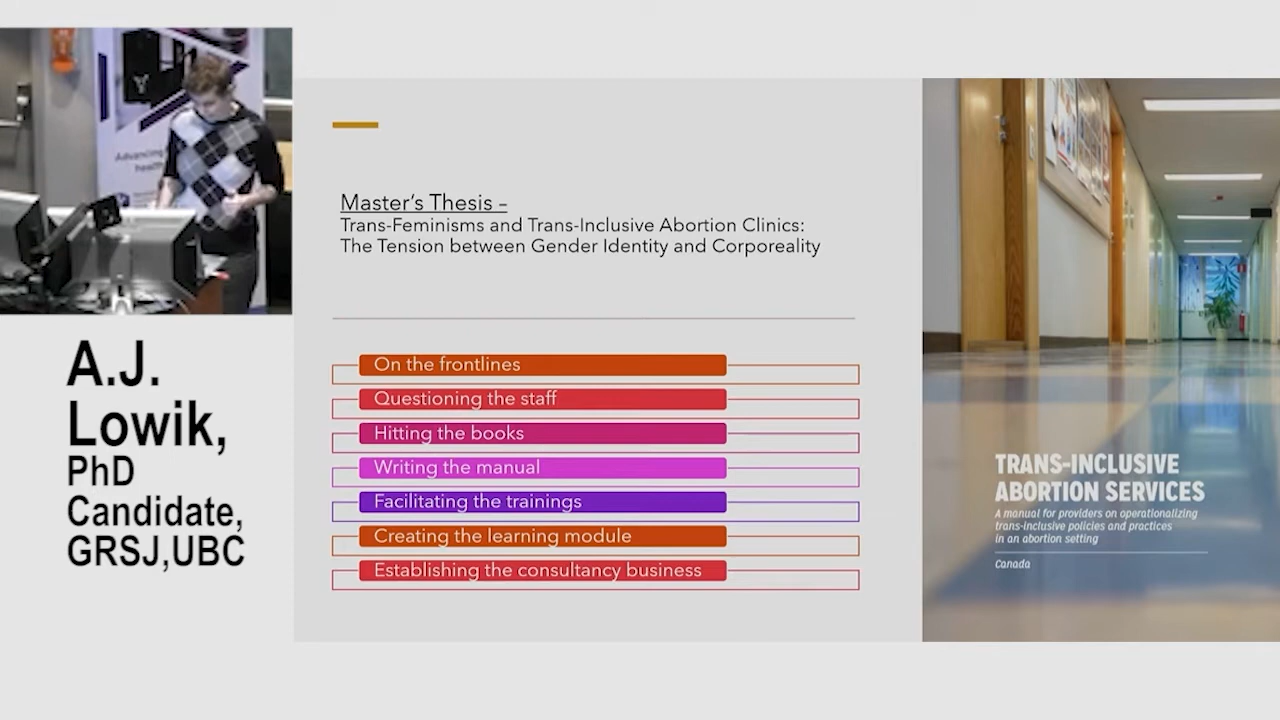 Advancing
health
A.J.
Lowik,
PhD
Candidate,
GRSJ,UBC
Master's Thesis –
Trans-Feminisms and Trans-Inclusive Abortion Clinics:
The Tension between Gender Identity and Corporeality
On the frontlines
Questioning the staff
Hitting the books
Writing the manual
Facilitating the trainings
Creating the learning module
Establishing the consultancy business
TRANS-INCLUSIVE
ABORTION SERVICES
A manual for providers on operationalizing
trans-inclusive policies and practices
in an abortion setting
Canada